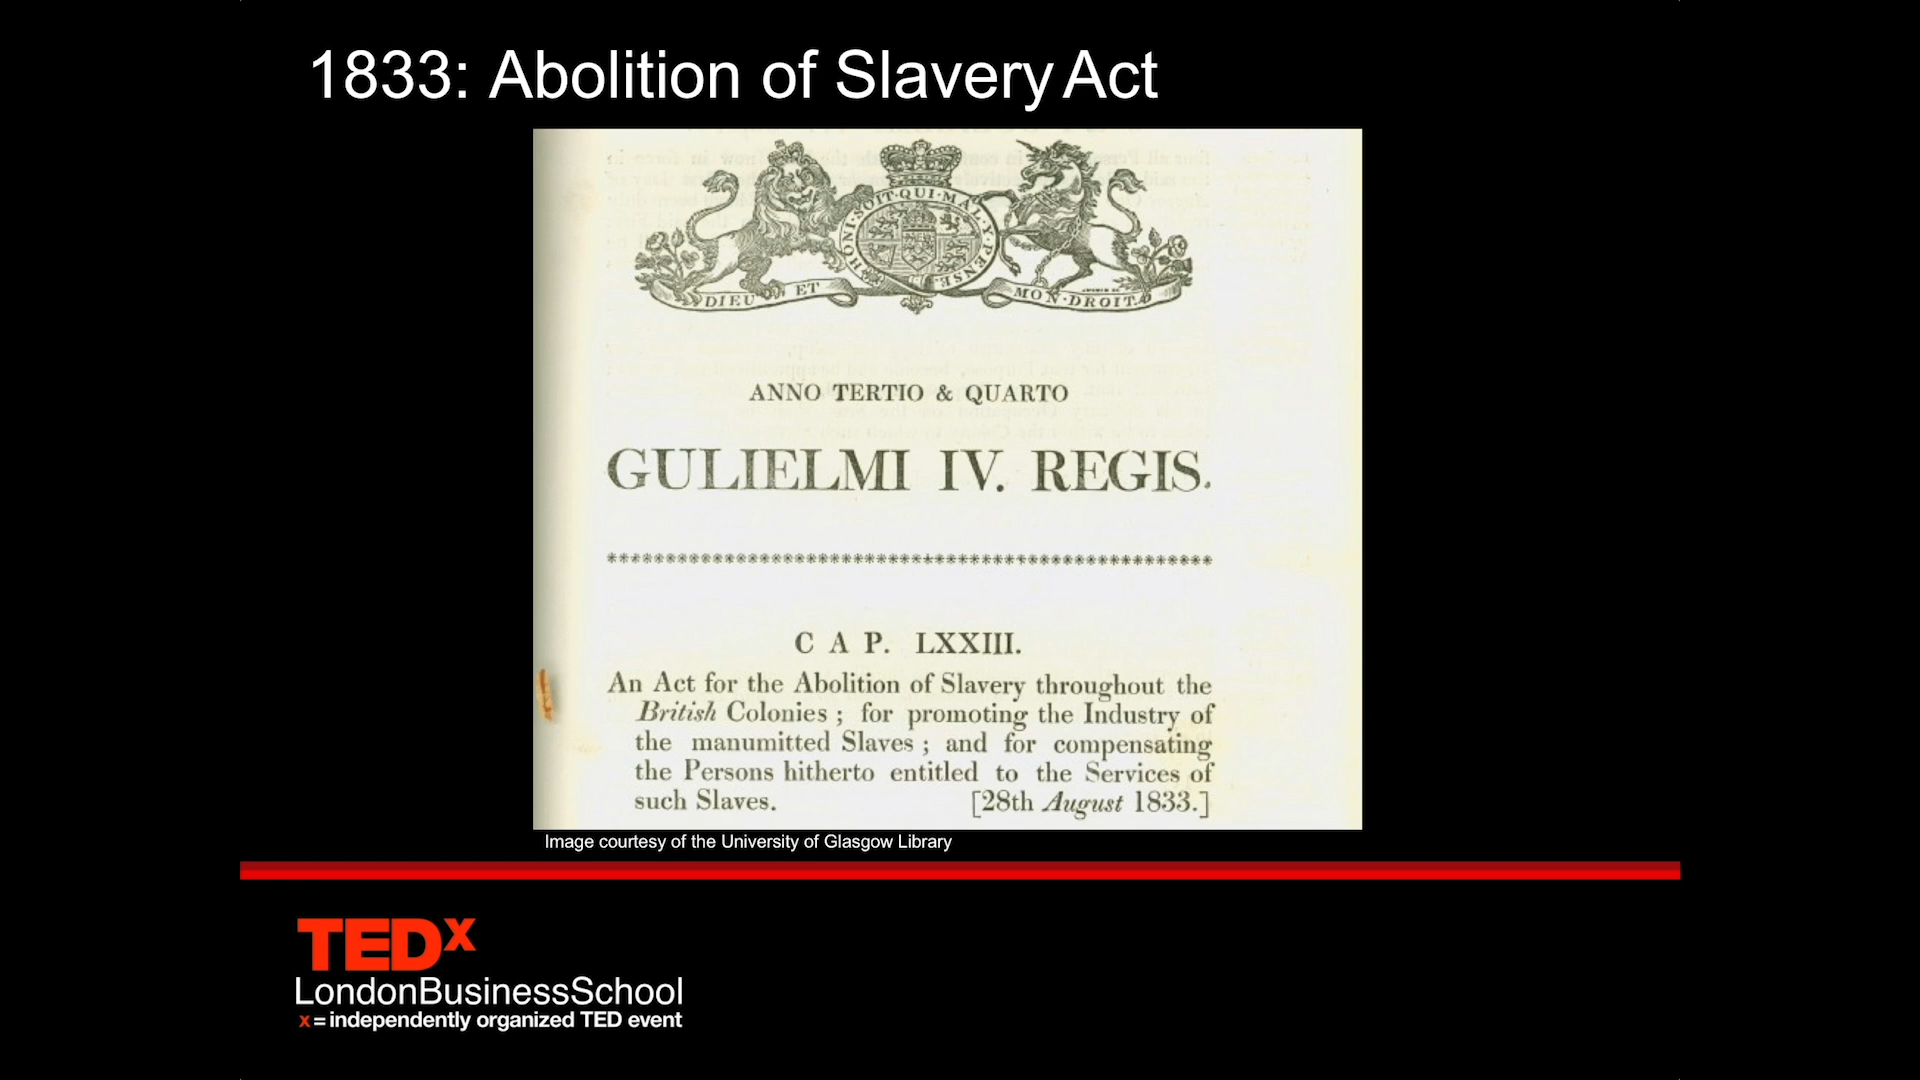 1833: Abolition of Slavery Act
HONI·SOIT·QUI·MAL·Y·PENSE
DIEU ET MON·DROIT.
ANNO TERTIO & QUARTO
GULIELMI IV. REGIS.
**************************************************
C A P. LXXIII.
An Act for the Abolition of Slavery throughout the
British Colonies ; for promoting the Industry of
the manumitted Slaves ; and for compensating
the Persons hitherto entitled to the Services of
such Slaves. [28th August 1833.]
Image courtesy of the University of Glasgow Library
TEDx
LondonBusinessSchool
x = independently organized TED event